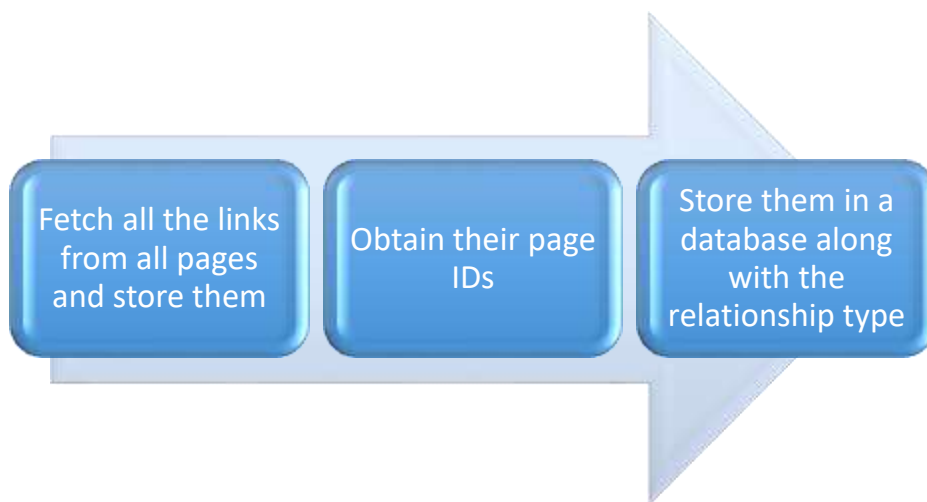 Fetch all the links
from all pages
and store them
Obtain their page
IDs
Store them in a
database along
with the
relationship type